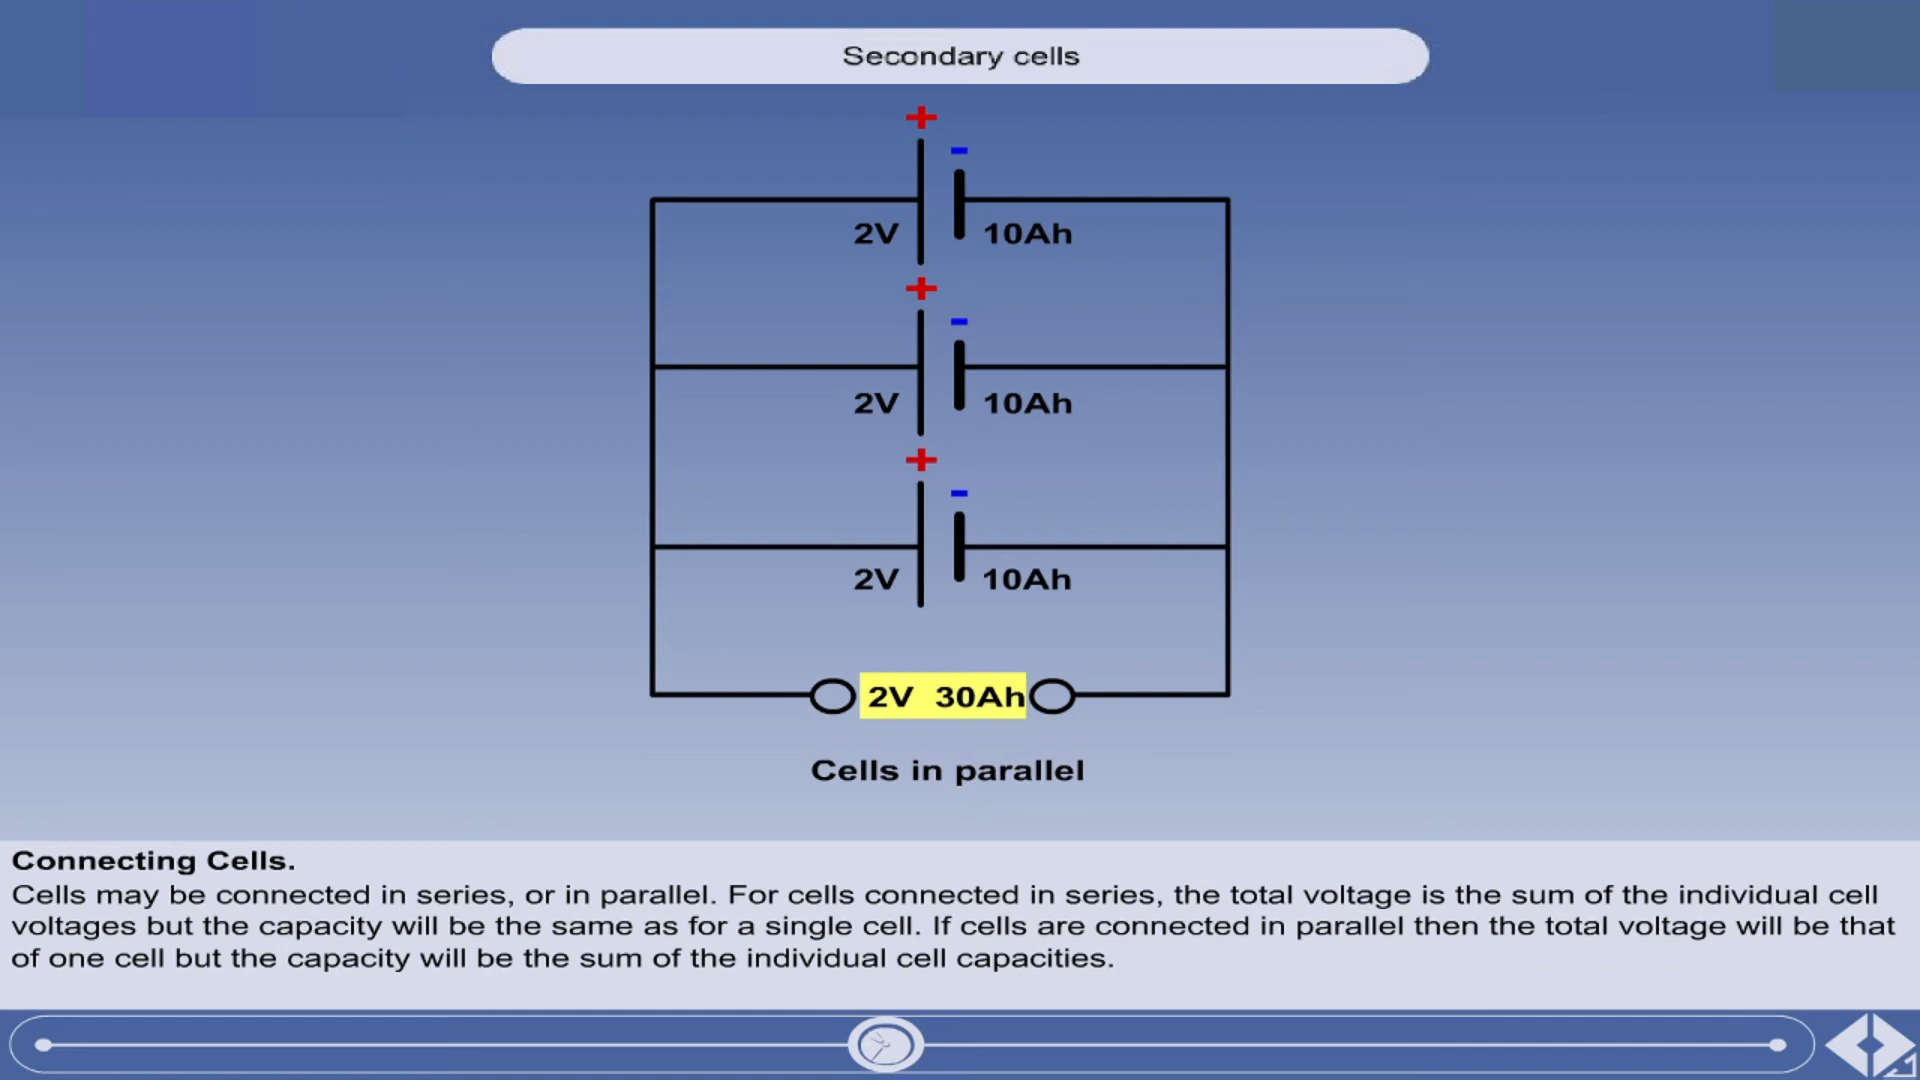 Secondary cells
+
-
2V 10Ah
+
-
2V 10Ah
+
-
2V 10Ah
2V 30Ah
Cells in parallel
Connecting Cells.
Cells may be connected in series, or in parallel. For cells connected in series, the total voltage is the sum of the individual cell
voltages but the capacity will be the same as for a single cell. If cells are connected in parallel then the total voltage will be that
of one cell but the capacity will be the sum of the individual cell capacities.